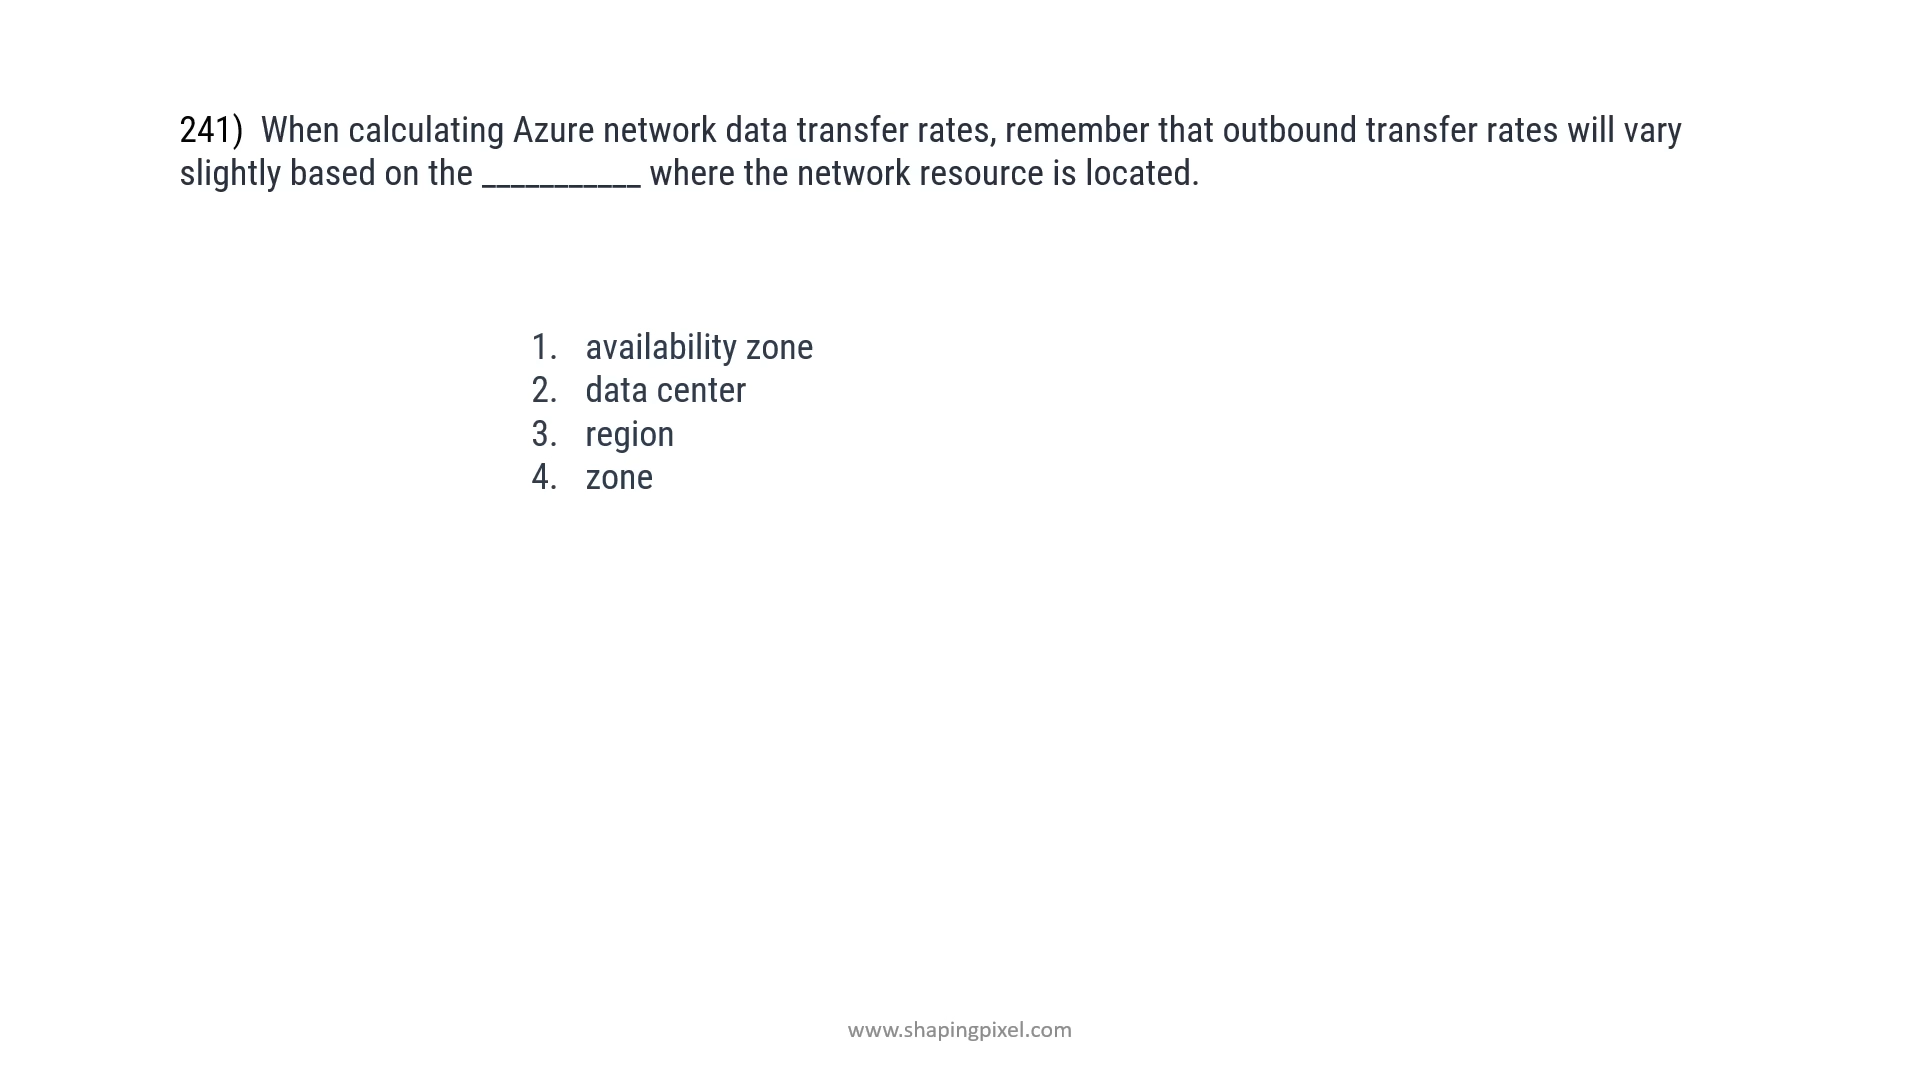 241)  When calculating Azure network data transfer rates, remember that outbound transfer rates will vary
slightly based on the ___________ where the network resource is located.
1. availability zone
2. data center
3. region
4. zone
www.shapingpixel.com